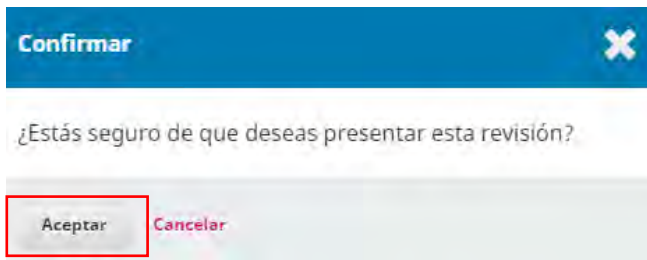 Confirmar
¿Estás seguro de que deseas presentar esta revisión?
Aceptar Cancelar